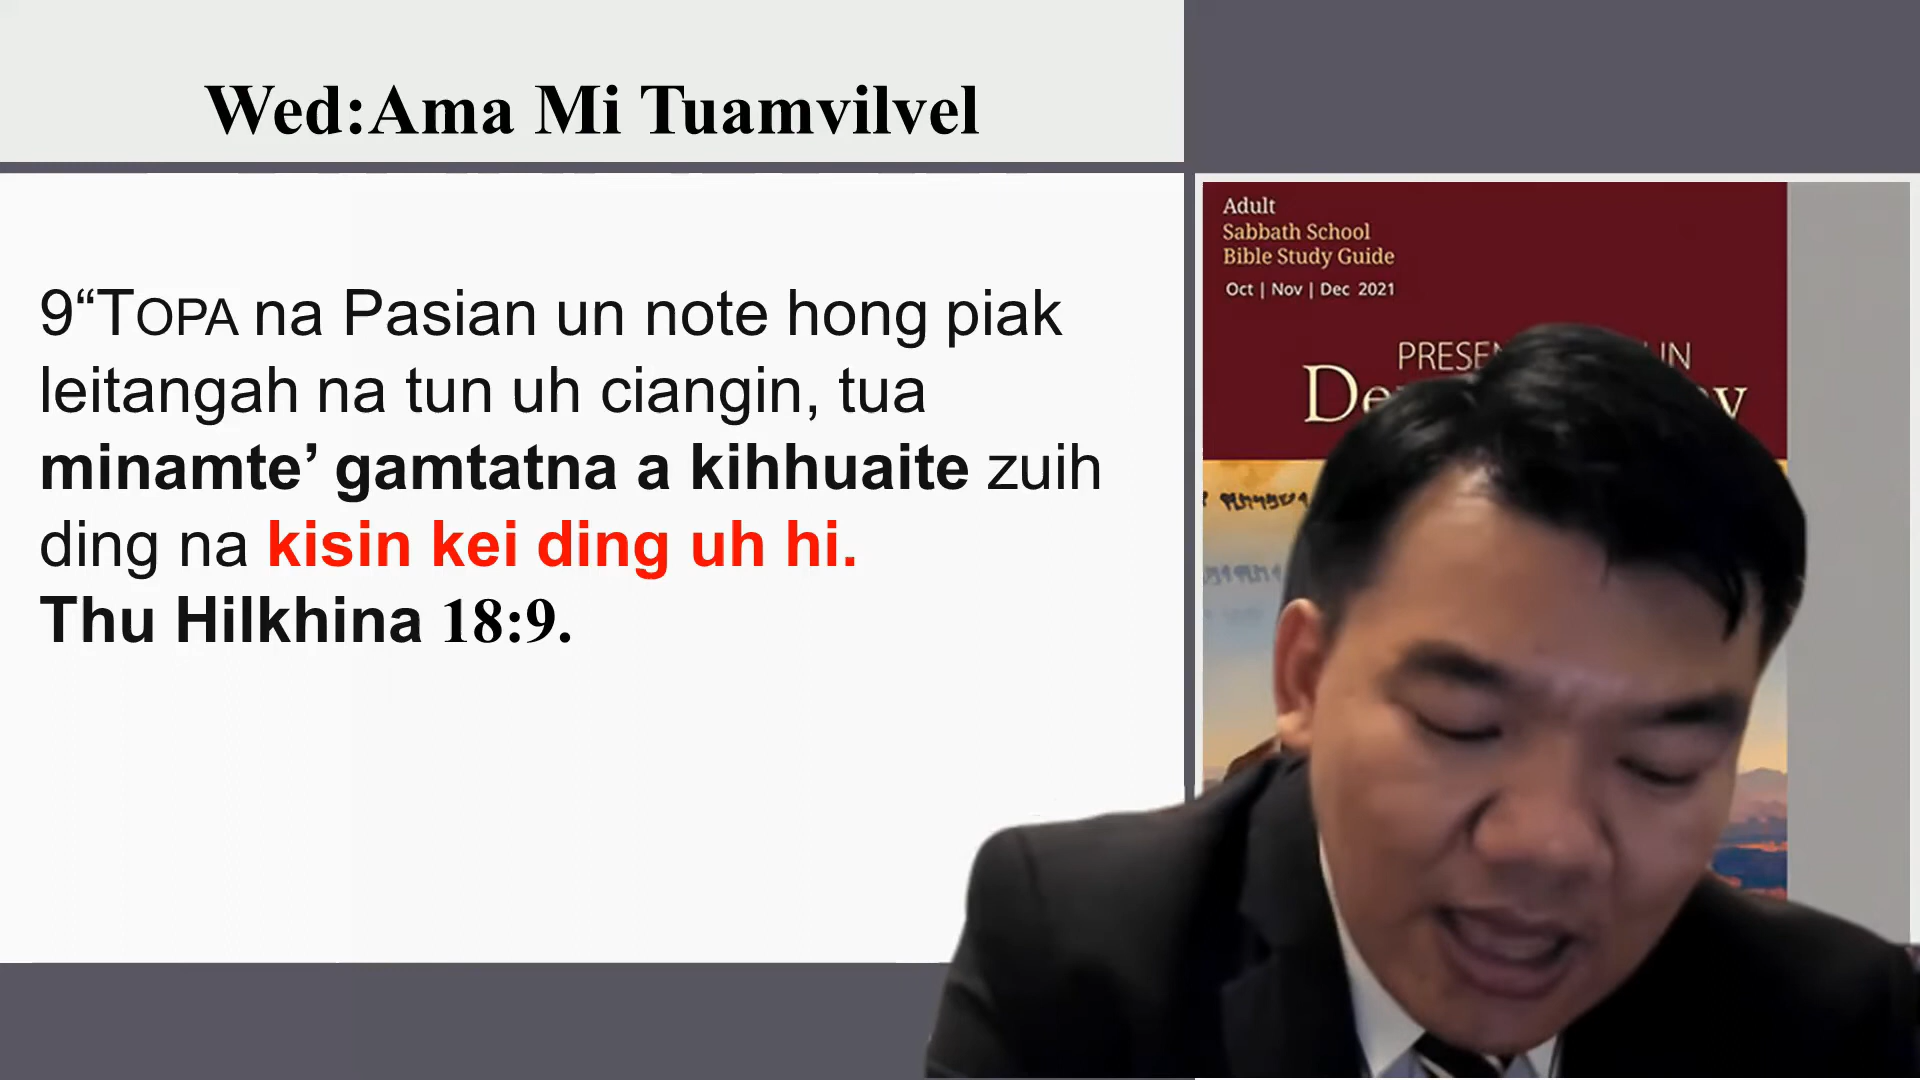 Wed:Ama Mi Tuamvilvel
9“TOPA na Pasian un note hong piak
leitangah na tun uh ciangin, tua
minamte’ gamtatna a kihhuaite zuih
ding na kisin kei ding uh hi.
Thu Hilkhina 18:9.
Adult
Sabbath School
Bible Study Guide
Oct | Nov | Dec 2021